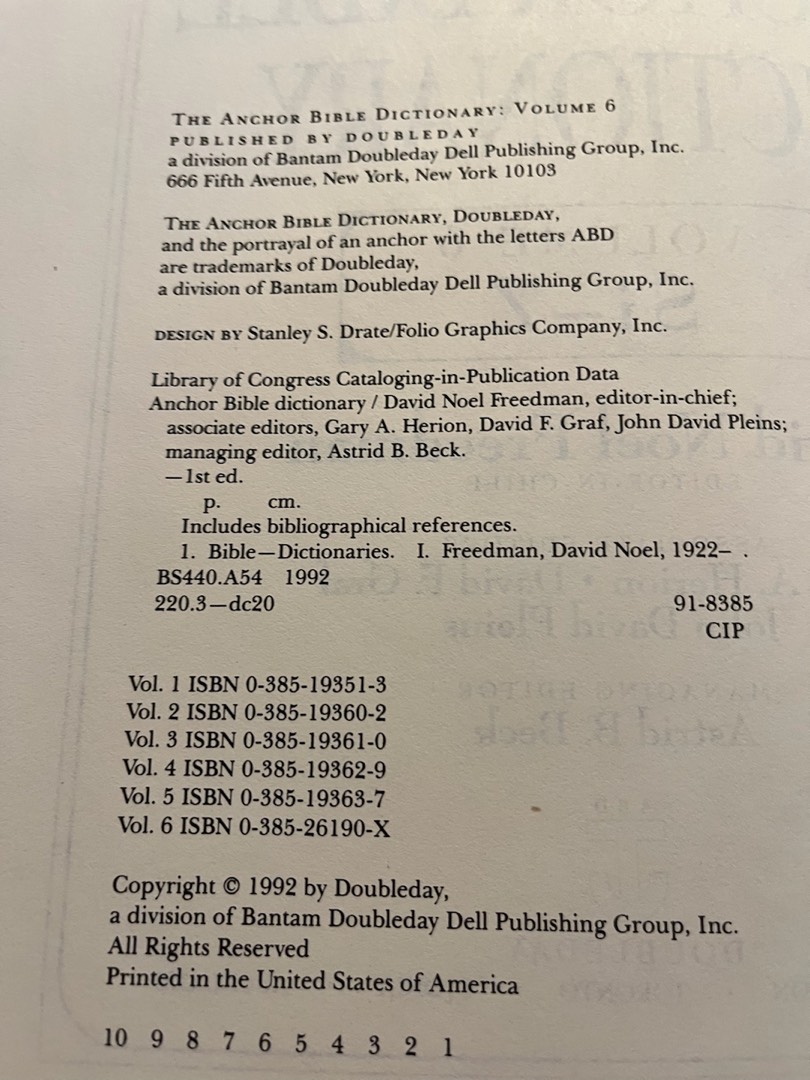 THE ANCHOR BIBLE DICTIONARY: VOLUME 6
PUBLISHED BY DOUBLEDAY
a division of Bantam Doubleday Dell Publishing Group, Inc.
666 Fifth Avenue, New York, New York 10103
THE ANCHOR BIBLE DICTIONARY, DOUBLEDAY,
and the portrayal of an anchor with the letters ABD
are trademarks of Doubleday,
a division of Bantam Doubleday Dell Publishing Group, Inc.
DESIGN BY Stanley S. Drate/Folio Graphics Company, Inc.
Library of Congress Cataloging-in-Publication Data
Anchor Bible dictionary / David Noel Freedman, editor-in-chief;
associate editors, Gary A. Herion, David F. Graf, John David Pleins;
managing editor, Astrid B. Beck.
—1st ed.
p. cm.
Includes bibliographical references.
1. Bible—Dictionaries. I. Freedman, David Noel, 1922– .
BS440.A54 1992
220.3—dc20 91-8385
CIP
Vol. 1 ISBN 0-385-19351-3
Vol. 2 ISBN 0-385-19360-2
Vol. 3 ISBN 0-385-19361-0
Vol. 4 ISBN 0-385-19362-9
Vol. 5 ISBN 0-385-19363-7
Vol. 6 ISBN 0-385-26190-X
Copyright © 1992 by Doubleday,
a division of Bantam Doubleday Dell Publishing Group, Inc.
All Rights Reserved
Printed in the United States of America
10 9 8 7 6 5 4 3 2 1